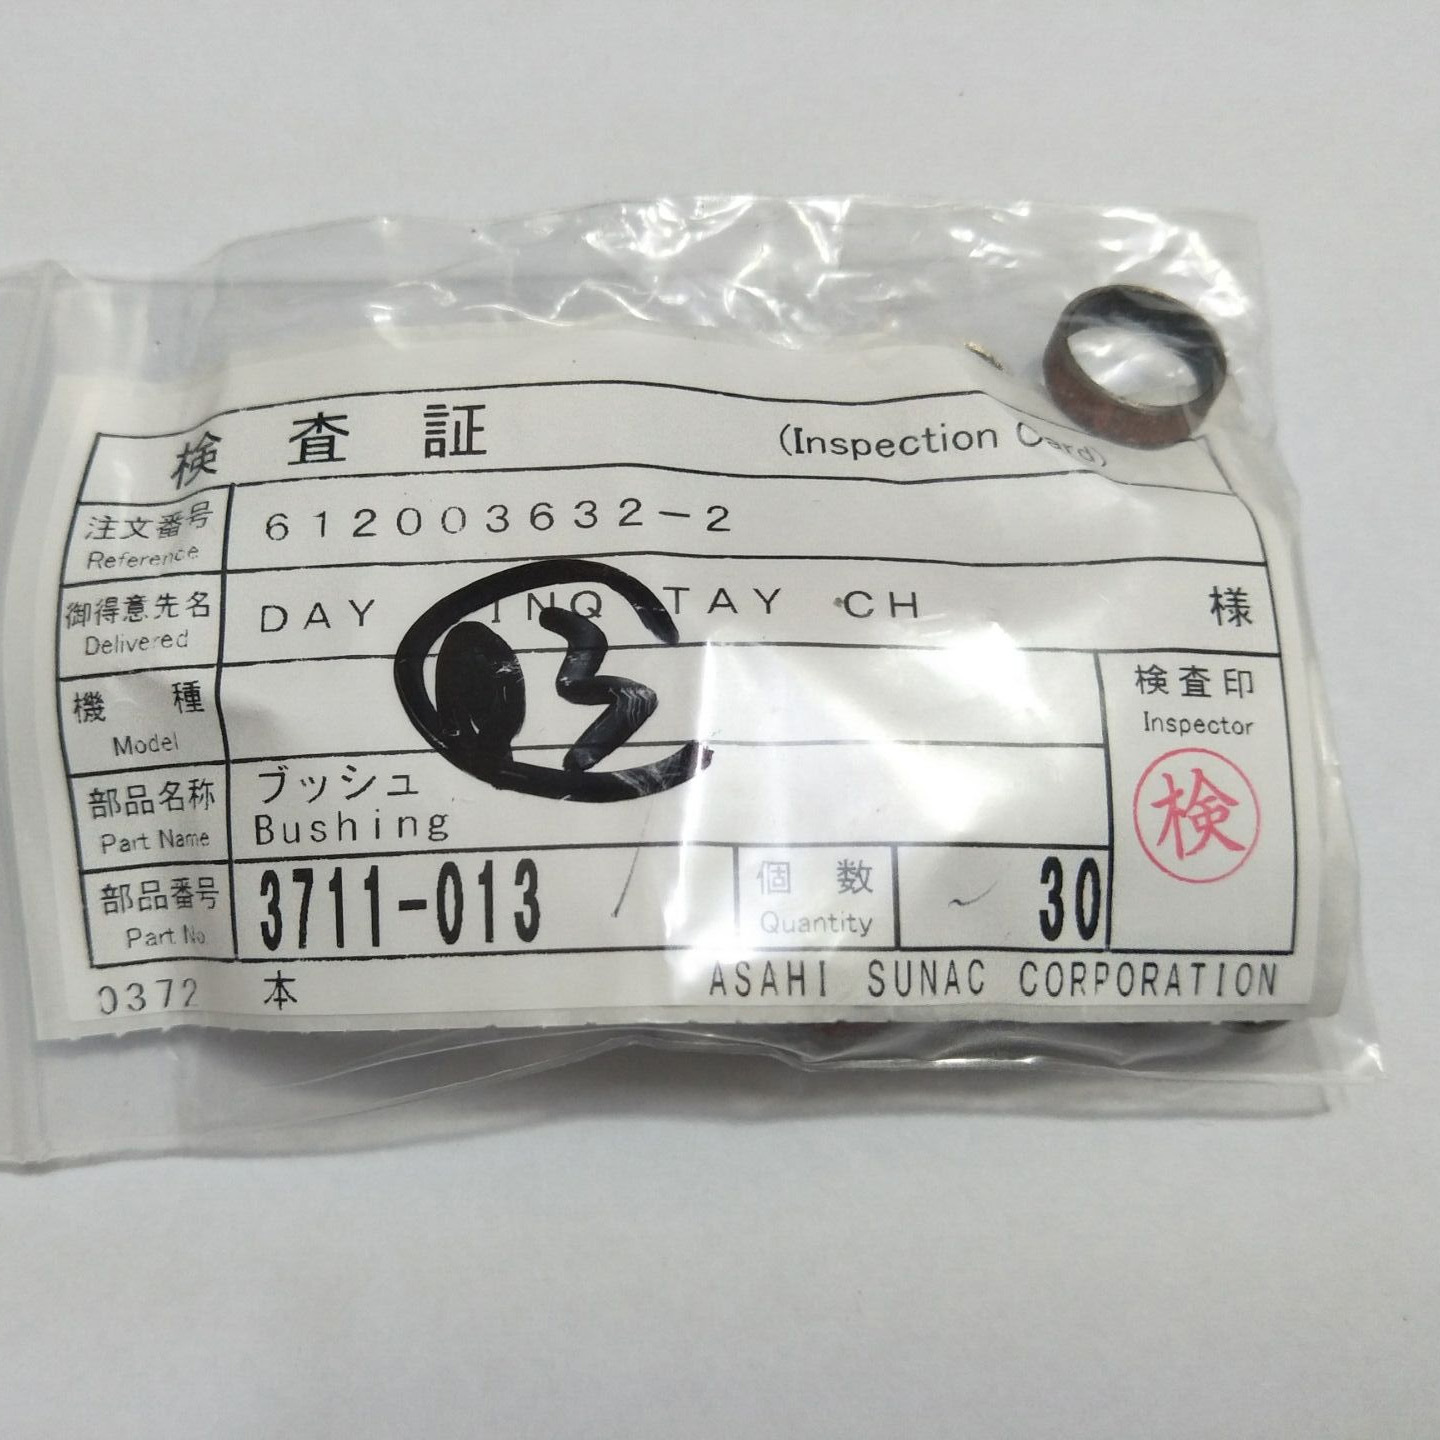 検査証 (Inspection Card)
注文番号 612003632-2
Reference
御得意先名 DAY INQ TAY CH 様
Delivered
機種 検査印
Model Inspector
検
部品名称 ブッシュ
Part Name Bushing
部品番号 3711-013 個数 30
Part No. Quantity
0372 本 ASAHI SUNAC CORPORATION
03